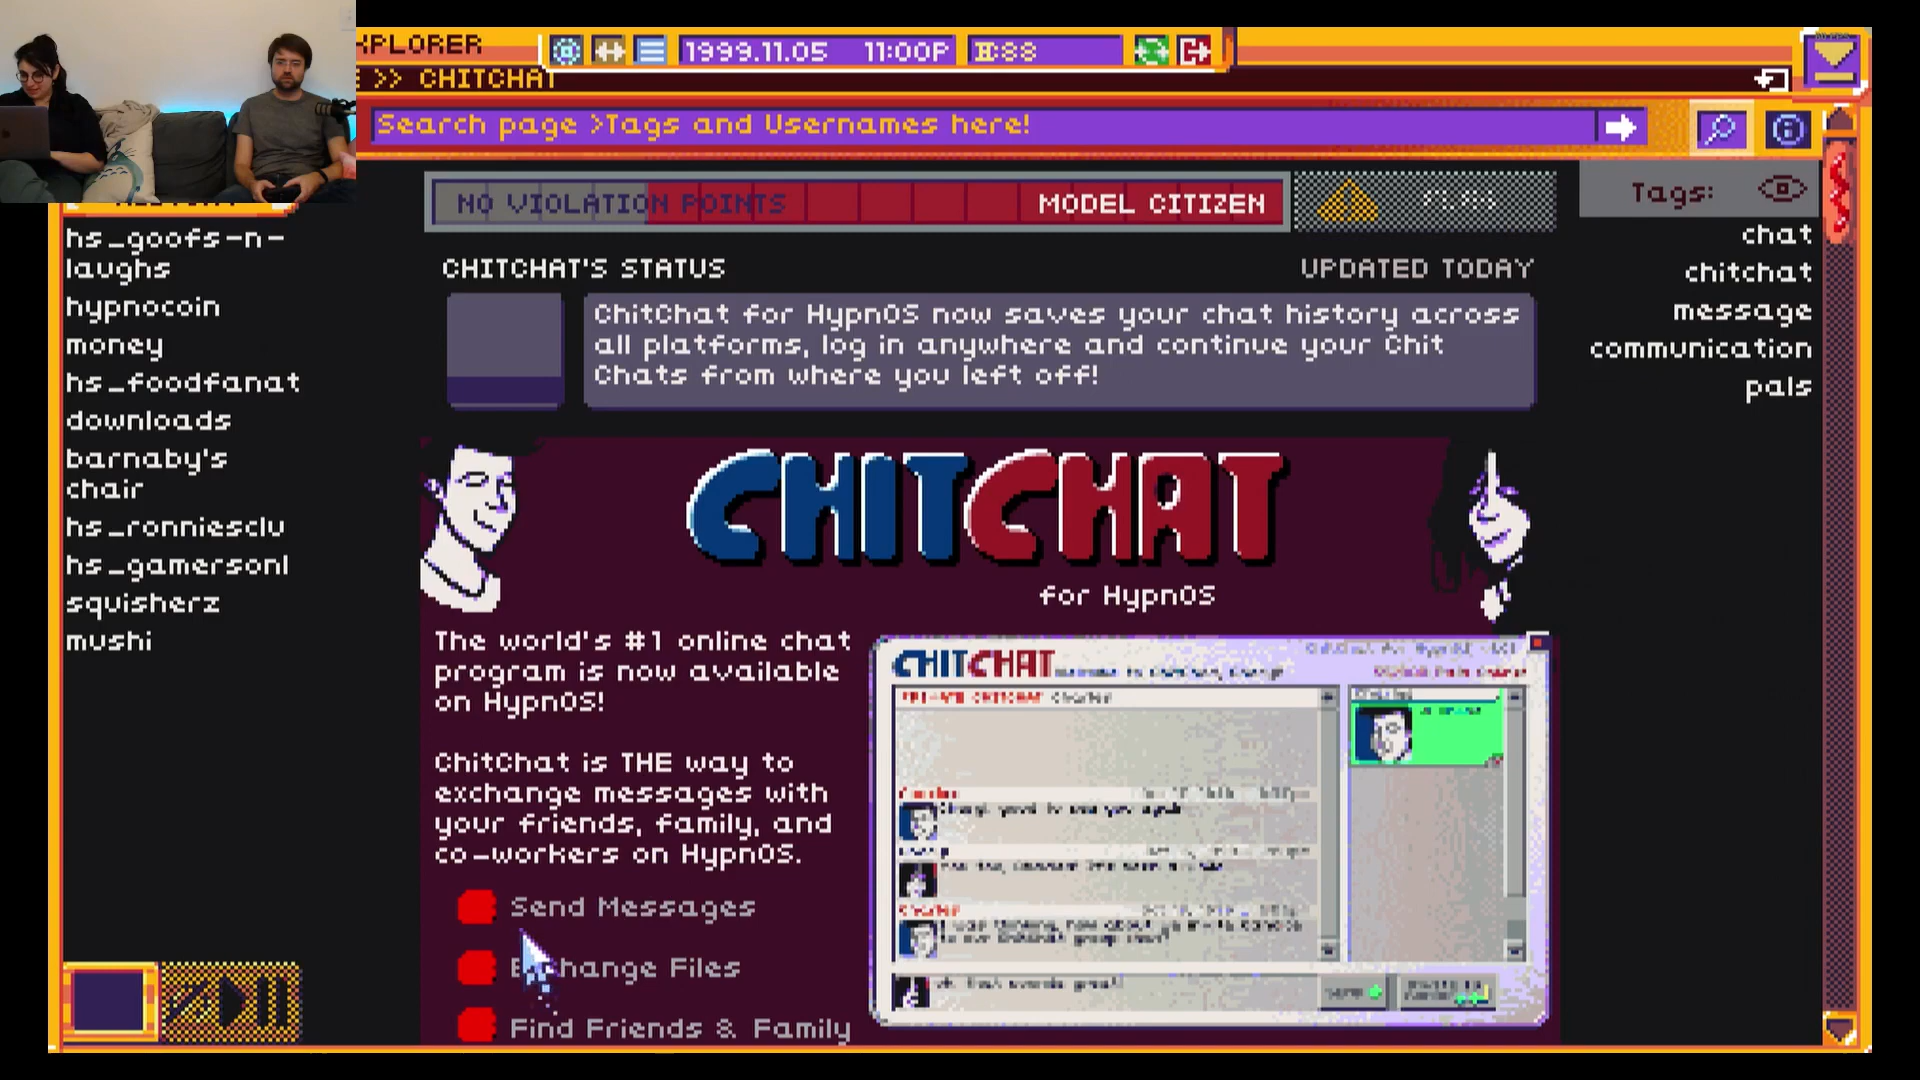 XPLORER
1999.11.05 11:00P
88
>> CHITCHAT
Search page >Tags and Usernames here!
NO VIOLATION POINTS
MODEL CITIZEN
FLAG
Tags:
hs_goofs-n-
laughs
hypnocoin
money
hs_foodfanat
downloads
barnaby's
chair
hs_ronniesclu
hs_gamersonl
squisherz
mushi
CHITCHAT'S STATUS
UPDATED TODAY
ChitChat for HypnOS now saves your chat history across
all platforms, log in anywhere and continue your Chit
Chats from where you left off!
chat
chitchat
message
communication
pals
CHITCHAT
for HypnOS
The world's #1 online chat
program is now available
on HypnOS!
ChitChat is THE way to
exchange messages with
your friends, family, and
co-workers on HypnOS.
Send Messages
Exchange Files
Find Friends & Family
CHITCHAT